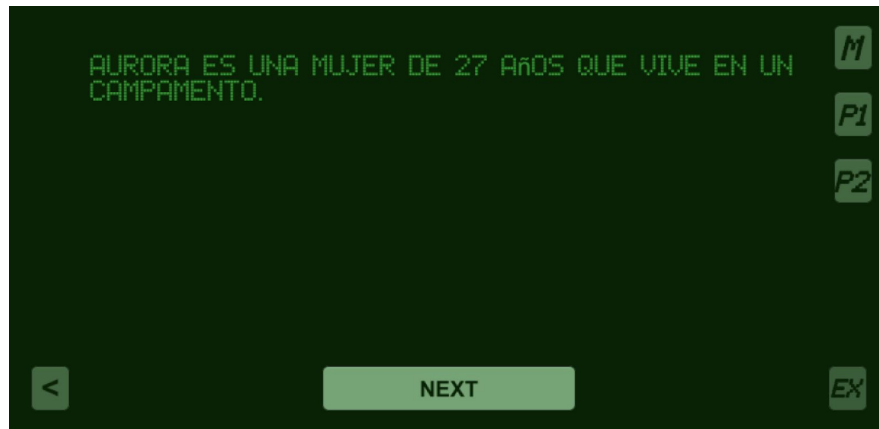 AURORA ES UNA MUJER DE 27 AñOS QUE VIVE EN UN
CAMPAMENTO.
M
P1
P2
<
NEXT
EX